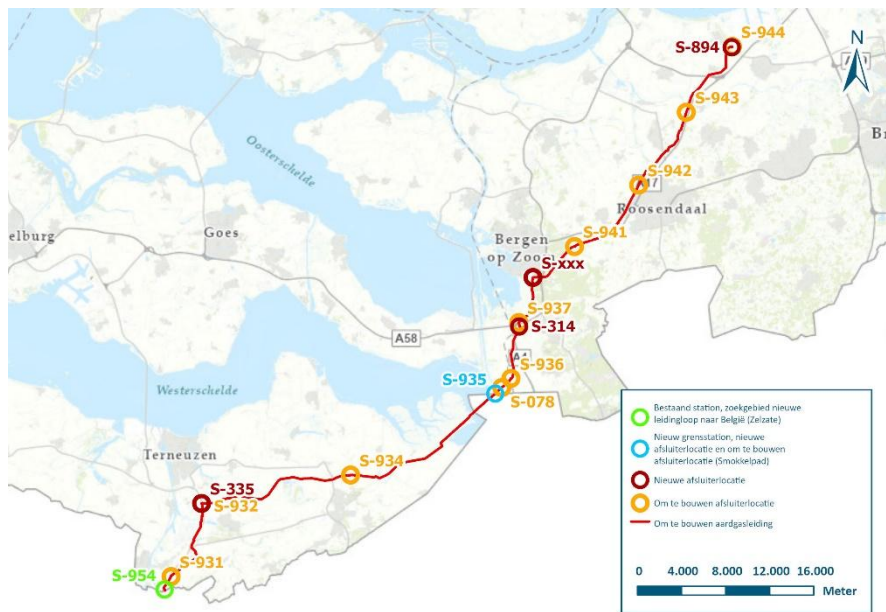 S-944
S-894
N
S-943
Oosterschelde
S-942
Roosendaal
Goes
Bergen
op Zoom
S-941
S-xxx
S-937
S-314
A58
S-936
S-935
S-078
Westerschelde
Terneuzen
S-934
S-335
S-932
S-931
S-954
Bestaand station, zoekgebied nieuwe
leidingloop naar België (Zelzate)
Nieuw grensstation, nieuwe
afsluiterlocatie en om te bouwen
afsluiterlocatie (Smokkelpad)
Nieuwe afsluiterlocatie
Om te bouwen afsluiterlocatie
Om te bouwen aardgasleiding
0 4.000 8.000 12.000 16.000
Meter